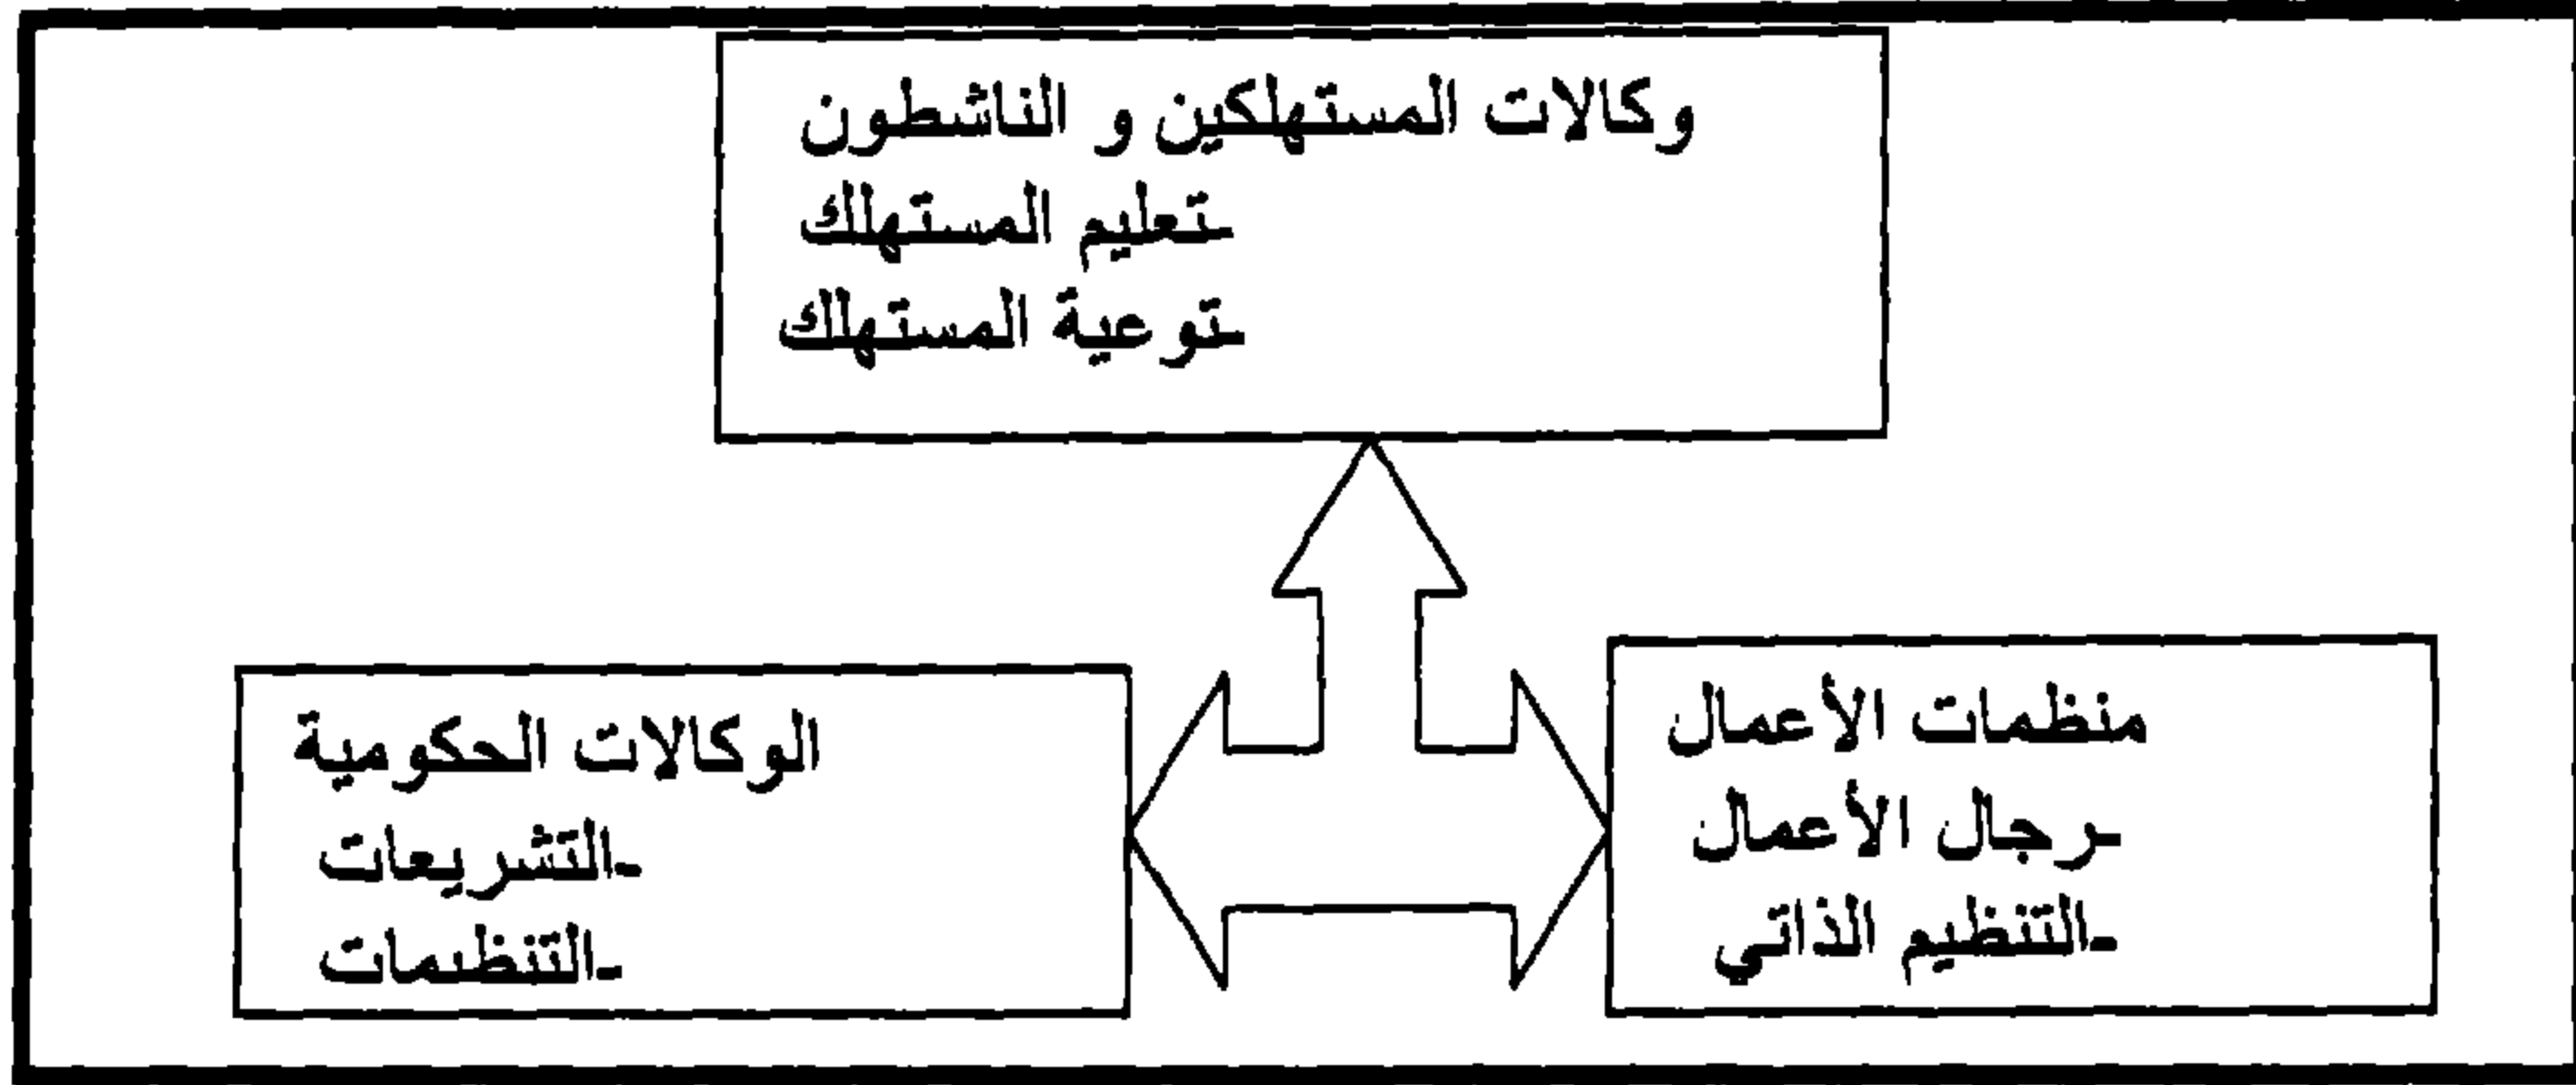 وكالات المستهلكين و الناشطون
-تعليم المستهلك
-توعية المستهلك
منظمات الأعمال
-رجال الأعمال
-التنظيم الذاتي
الوكالات الحكومية
-التشريعات
-التنظيمات